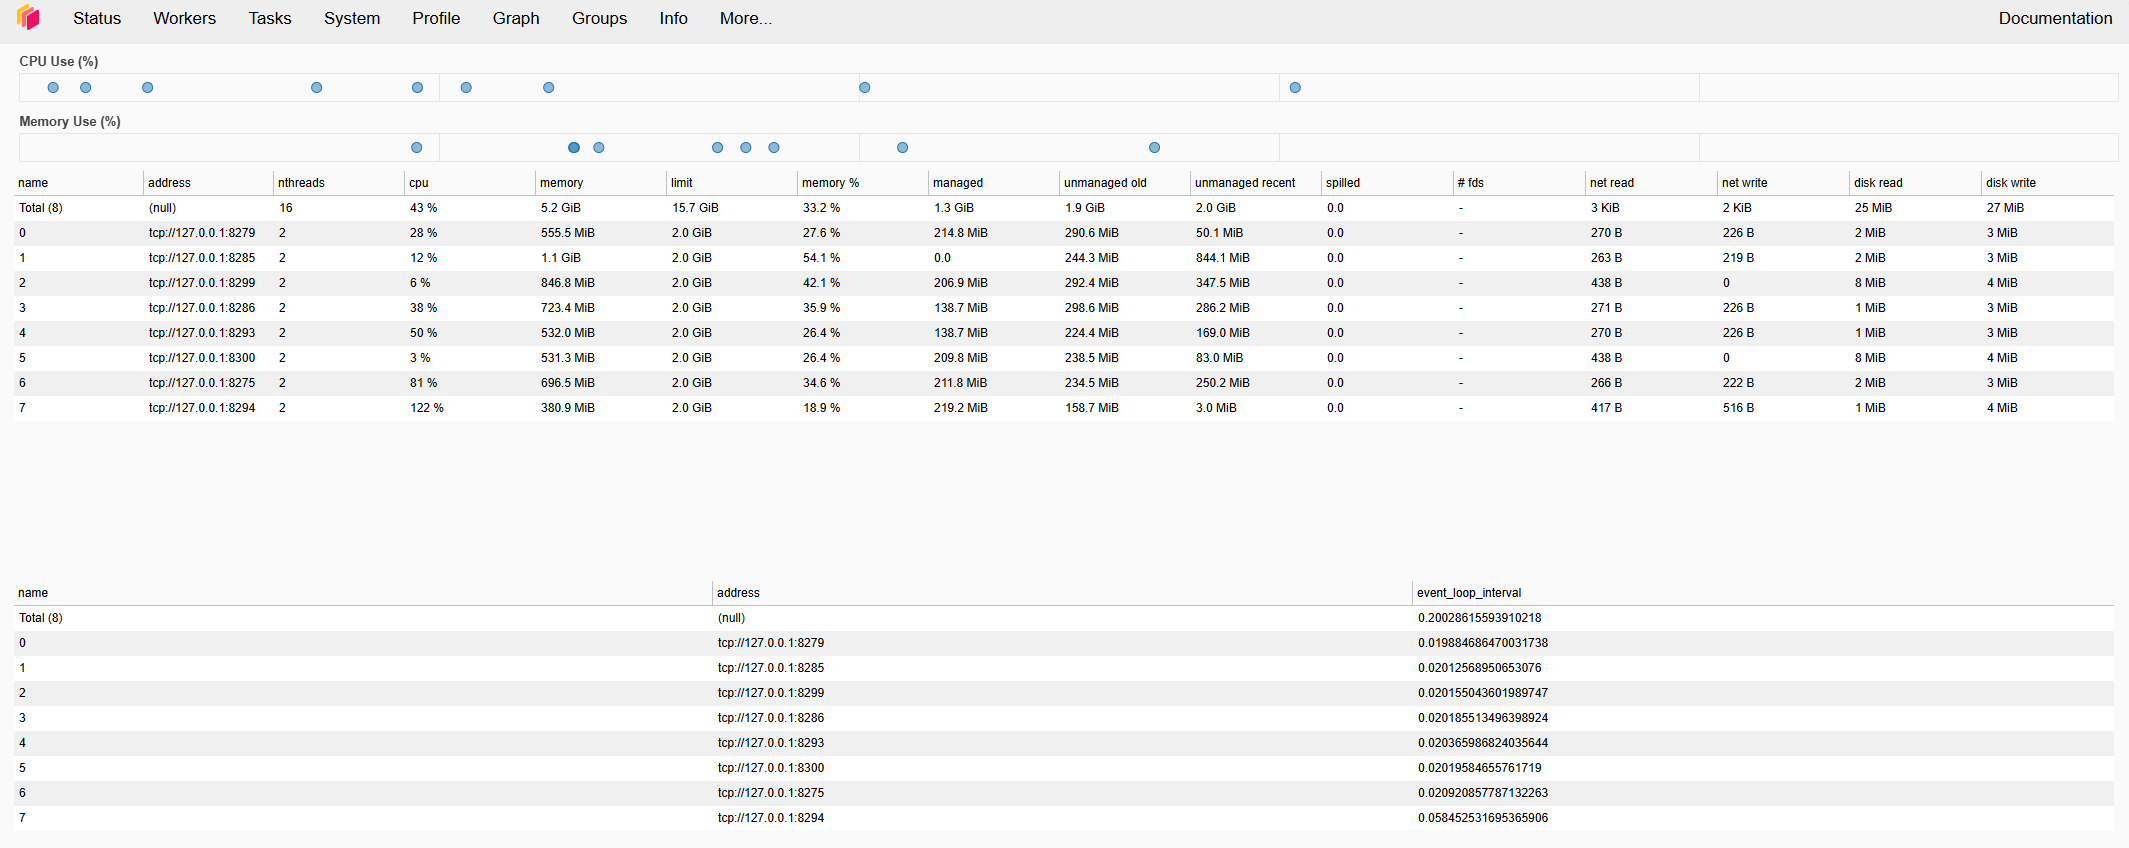 Status Workers Tasks System Profile Graph Groups Info More... Documentation
CPU Use (%)
Memory Use (%)
name address nthreads cpu memory limit memory % managed unmanaged old unmanaged recent spilled # fds net read net write disk read disk write
Total (8) (null) 16 43 % 5.2 GiB 15.7 GiB 33.2 % 1.3 GiB 1.9 GiB 2.0 GiB 0.0 - 3 KiB 2 KiB 25 MiB 27 MiB
0 tcp://127.0.0.1:8279 2 28 % 555.5 MiB 2.0 GiB 27.6 % 214.8 MiB 290.6 MiB 50.1 MiB 0.0 - 270 B 226 B 2 MiB 3 MiB
1 tcp://127.0.0.1:8285 2 12 % 1.1 GiB 2.0 GiB 54.1 % 0.0 244.3 MiB 844.1 MiB 0.0 - 263 B 219 B 2 MiB 3 MiB
2 tcp://127.0.0.1:8299 2 6 % 846.8 MiB 2.0 GiB 42.1 % 206.9 MiB 292.4 MiB 347.5 MiB 0.0 - 438 B 0 8 MiB 4 MiB
3 tcp://127.0.0.1:8286 2 38 % 723.4 MiB 2.0 GiB 35.9 % 138.7 MiB 298.6 MiB 286.2 MiB 0.0 - 271 B 226 B 1 MiB 3 MiB
4 tcp://127.0.0.1:8293 2 50 % 532.0 MiB 2.0 GiB 26.4 % 138.7 MiB 224.4 MiB 169.0 MiB 0.0 - 270 B 226 B 1 MiB 3 MiB
5 tcp://127.0.0.1:8300 2 3 % 531.3 MiB 2.0 GiB 26.4 % 209.8 MiB 238.5 MiB 83.0 MiB 0.0 - 438 B 0 8 MiB 4 MiB
6 tcp://127.0.0.1:8275 2 81 % 696.5 MiB 2.0 GiB 34.6 % 211.8 MiB 234.5 MiB 250.2 MiB 0.0 - 266 B 222 B 2 MiB 3 MiB
7 tcp://127.0.0.1:8294 2 122 % 380.9 MiB 2.0 GiB 18.9 % 219.2 MiB 158.7 MiB 3.0 MiB 0.0 - 417 B 516 B 1 MiB 4 MiB
name address event_loop_interval
Total (8) (null) 0.20028615593910218
0 tcp://127.0.0.1:8279 0.019884686470031738
1 tcp://127.0.0.1:8285 0.02012568950653076
2 tcp://127.0.0.1:8299 0.020155043601989747
3 tcp://127.0.0.1:8286 0.020185513496398924
4 tcp://127.0.0.1:8293 0.020365986824035644
5 tcp://127.0.0.1:8300 0.02019584655761719
6 tcp://127.0.0.1:8275 0.020920857787132263
7 tcp://127.0.0.1:8294 0.058452531695365906